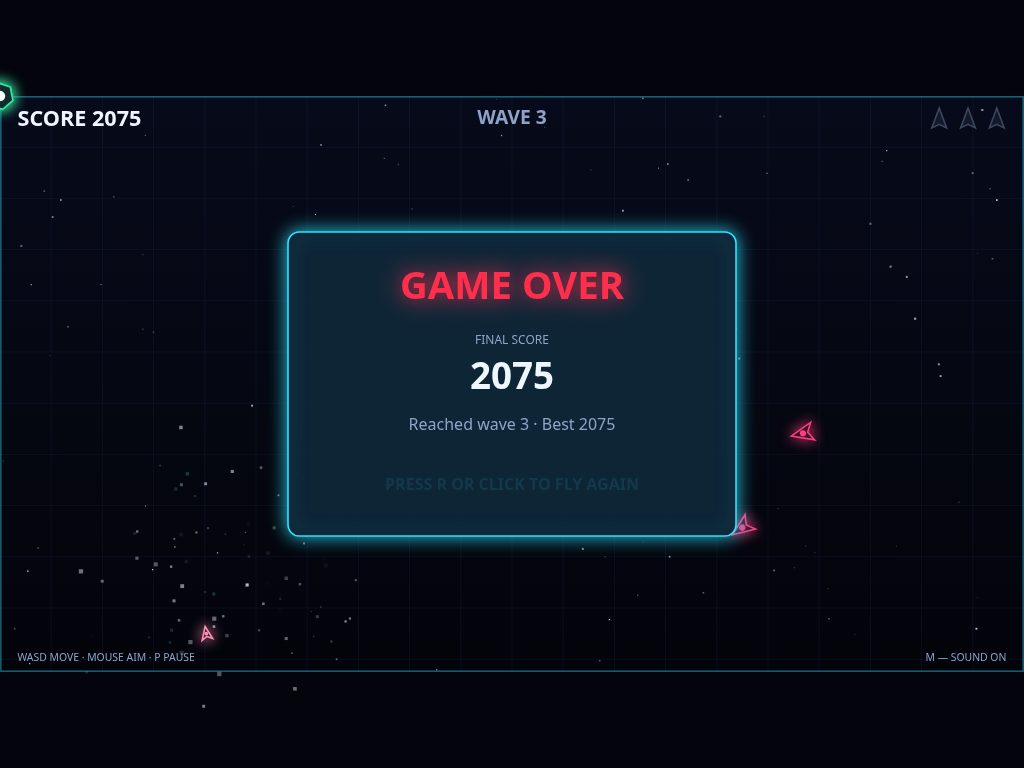 SCORE 2075
WAVE 3
GAME OVER
FINAL SCORE
2075
Reached wave 3 · Best 2075
PRESS R OR CLICK TO FLY AGAIN
WASD MOVE · MOUSE AIM · P PAUSE
M — SOUND ON